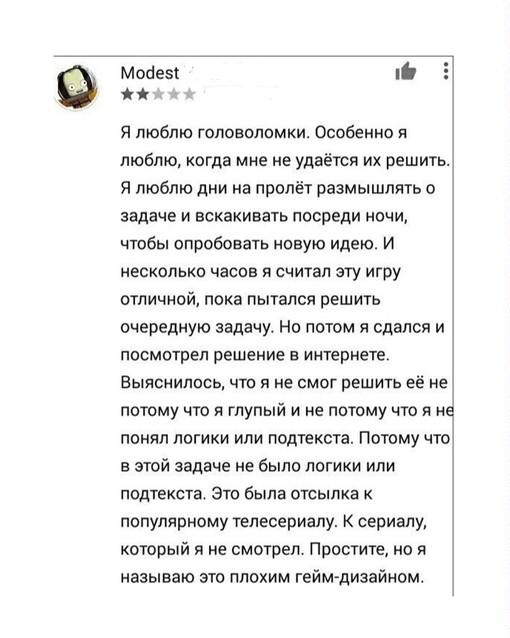 Modest
Я люблю головоломки. Особенно я
люблю, когда мне не удаётся их решить.
Я люблю дни на пролёт размышлять о
задаче и вскакивать посреди ночи,
чтобы опробовать новую идею. И
несколько часов я считал эту игру
отличной, пока пытался решить
очередную задачу. Но потом я сдался и
посмотрел решение в интернете.
Выяснилось, что я не смог решить её не
потому что я глупый и не потому что я не
понял логики или подтекста. Потому что
в этой задаче не было логики или
подтекста. Это была отсылка к
популярному телесериалу. К сериалу,
который я не смотрел. Простите, но я
называю это плохим гейм-дизайном.